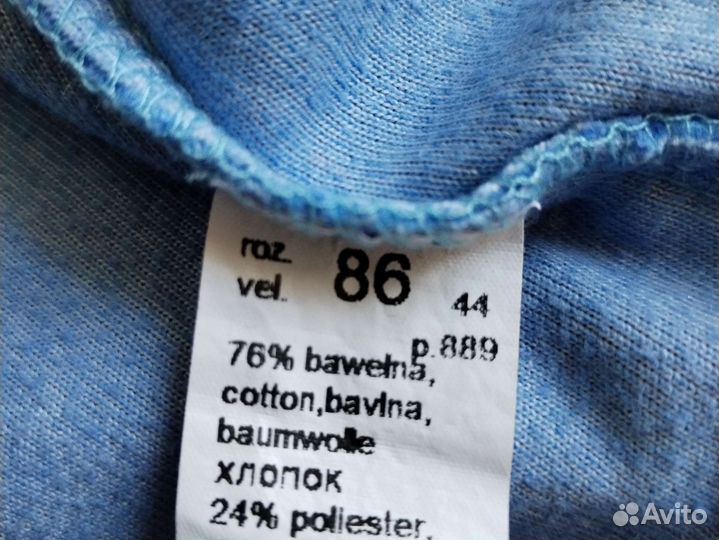 roz.
vel. 86 44
p.889
76% bawełna,
cotton,bavlna,
baumwolle
хлопок
24% poliester,
Avito